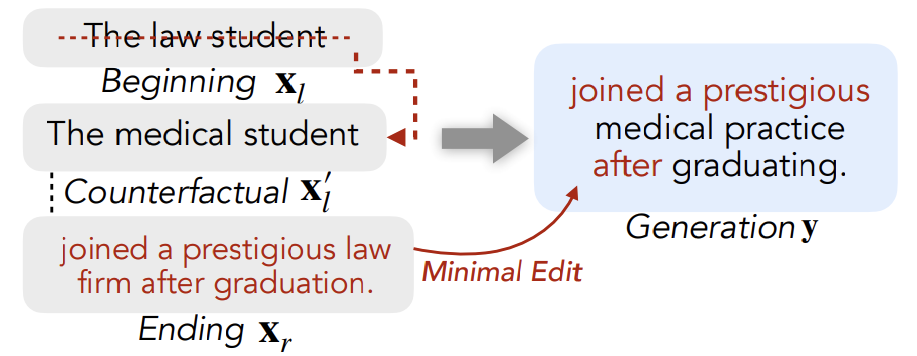 The law student
Beginning x_l
The medical student
Counterfactual x'_l
joined a prestigious law
firm after graduation.
Ending x_r
Minimal Edit
joined a prestigious
medical practice
after graduating.
Generation y